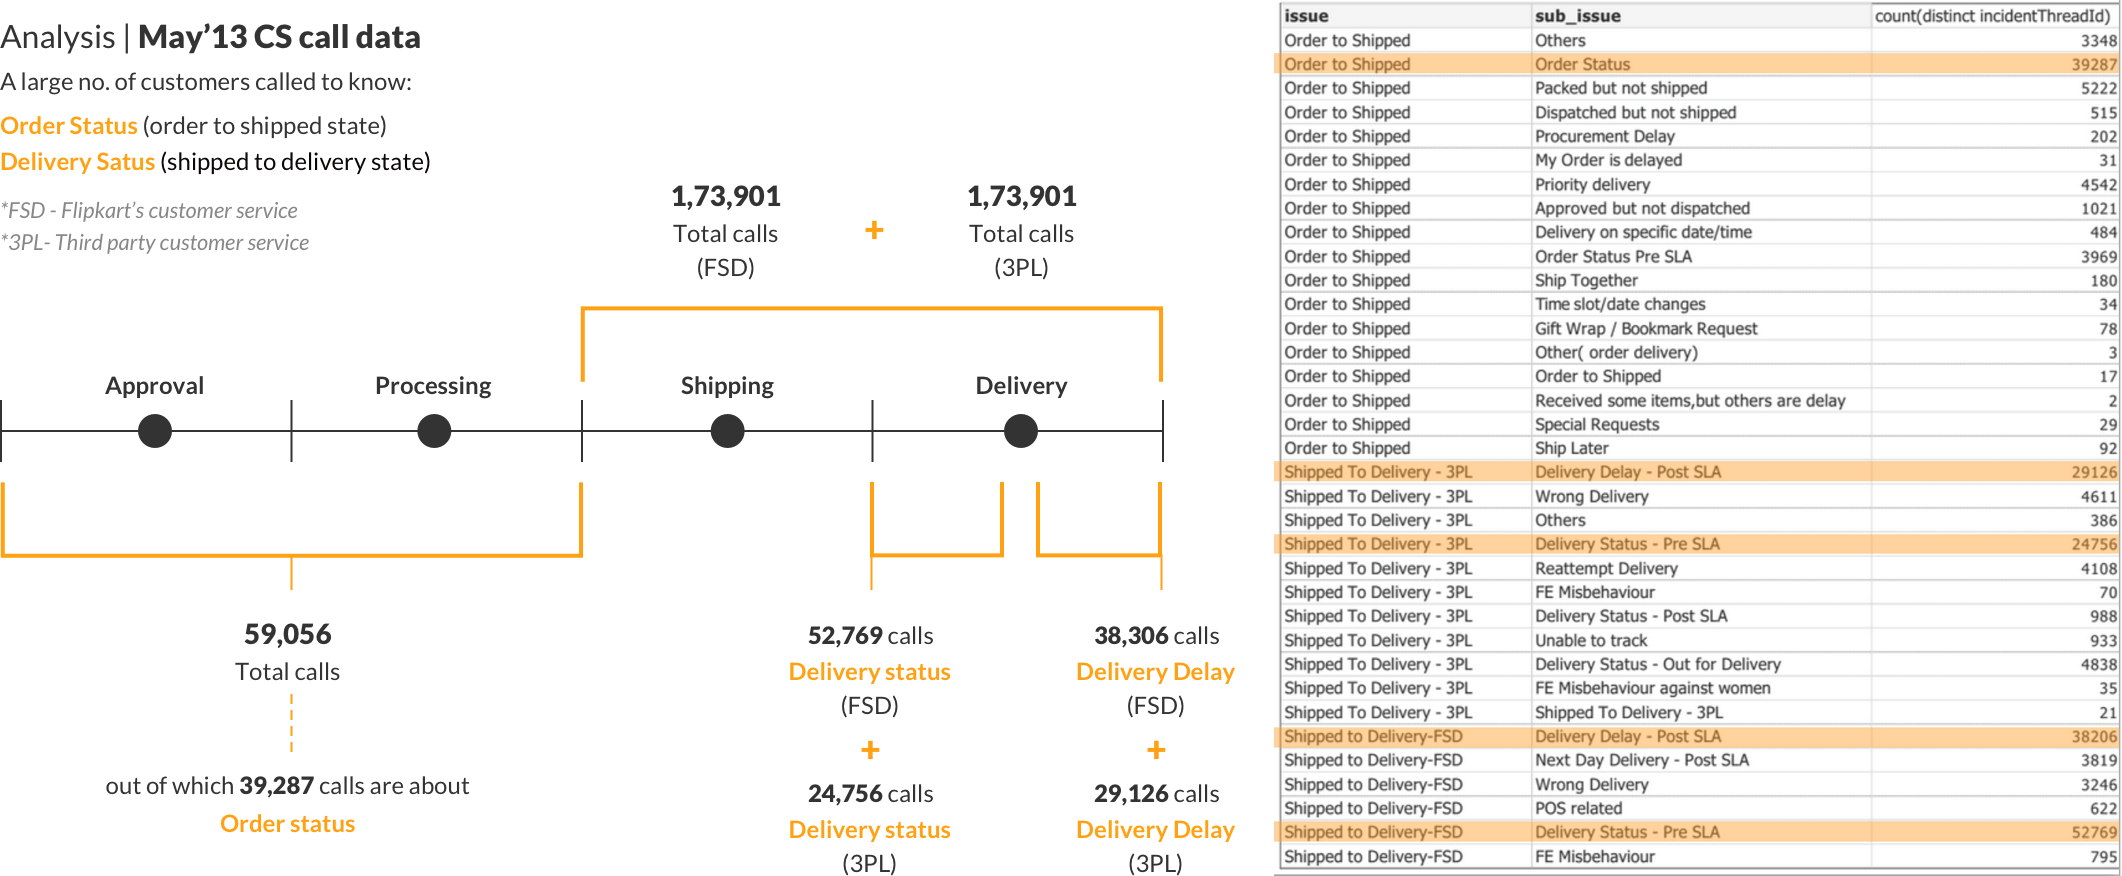 Analysis | May’13 CS call data
A large no. of customers called to know:
Order Status (order to shipped state)
Delivery Satus (shipped to delivery state)
*FSD - Flipkart’s customer service
*3PL- Third party customer service
1,73,901
Total calls
(FSD)
+
1,73,901
Total calls
(3PL)
Approval
Processing
Shipping
Delivery
59,056
Total calls
out of which 39,287 calls are about
Order status
52,769 calls
Delivery status
(FSD)
+
24,756 calls
Delivery status
(3PL)
38,306 calls
Delivery Delay
(FSD)
+
29,126 calls
Delivery Delay
(3PL)
issue sub_issue count(distinct incidentThreadId)
Order to Shipped Others 3348
Order to Shipped Order Status 39287
Order to Shipped Packed but not shipped 5222
Order to Shipped Dispatched but not shipped 515
Order to Shipped Procurement Delay 202
Order to Shipped My Order is delayed 31
Order to Shipped Priority delivery 4542
Order to Shipped Approved but not dispatched 1021
Order to Shipped Delivery on specific date/time 484
Order to Shipped Order Status Pre SLA 3969
Order to Shipped Ship Together 180
Order to Shipped Time slot/date changes 34
Order to Shipped Gift Wrap / Bookmark Request 78
Order to Shipped Other( order delivery) 3
Order to Shipped Order to Shipped 17
Order to Shipped Received some items,but others are delay 2
Order to Shipped Special Requests 29
Order to Shipped Ship Later 92
Shipped To Delivery - 3PL Delivery Delay - Post SLA 29126
Shipped To Delivery - 3PL Wrong Delivery 4611
Shipped To Delivery - 3PL Others 386
Shipped To Delivery - 3PL Delivery Status - Pre SLA 24756
Shipped To Delivery - 3PL Reattempt Delivery 4108
Shipped To Delivery - 3PL FE Misbehaviour 70
Shipped To Delivery - 3PL Delivery Status - Post SLA 988
Shipped To Delivery - 3PL Unable to track 933
Shipped To Delivery - 3PL Delivery Status - Out for Delivery 4838
Shipped To Delivery - 3PL FE Misbehaviour against women 35
Shipped To Delivery - 3PL Shipped To Delivery - 3PL 21
Shipped to Delivery-FSD Delivery Delay - Post SLA 38206
Shipped to Delivery-FSD Next Day Delivery - Post SLA 3819
Shipped to Delivery-FSD Wrong Delivery 3246
Shipped to Delivery-FSD POS related 622
Shipped to Delivery-FSD Delivery Status - Pre SLA 52769
Shipped to Delivery-FSD FE Misbehaviour 795